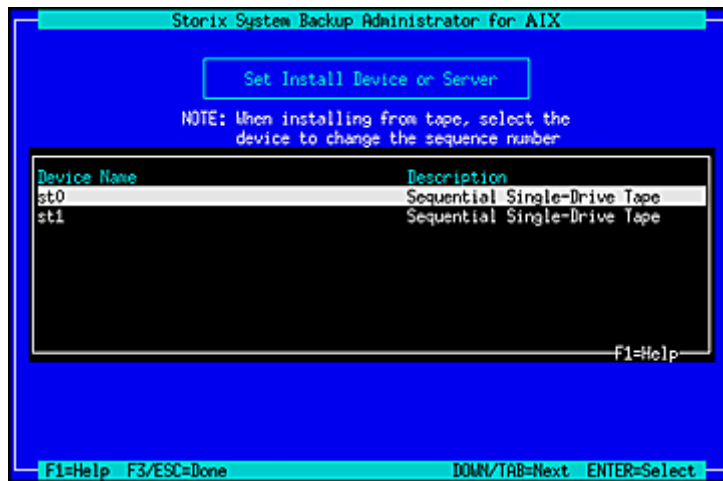 Storix System Backup Administrator for AIX
Set Install Device or Server
NOTE: When installing from tape, select the
device to change the sequence number
Device Name Description
st0 Sequential Single-Drive Tape
st1 Sequential Single-Drive Tape
F1=Help
F1=Help F3/ESC=Done DOWN/TAB=Next ENTER=Select